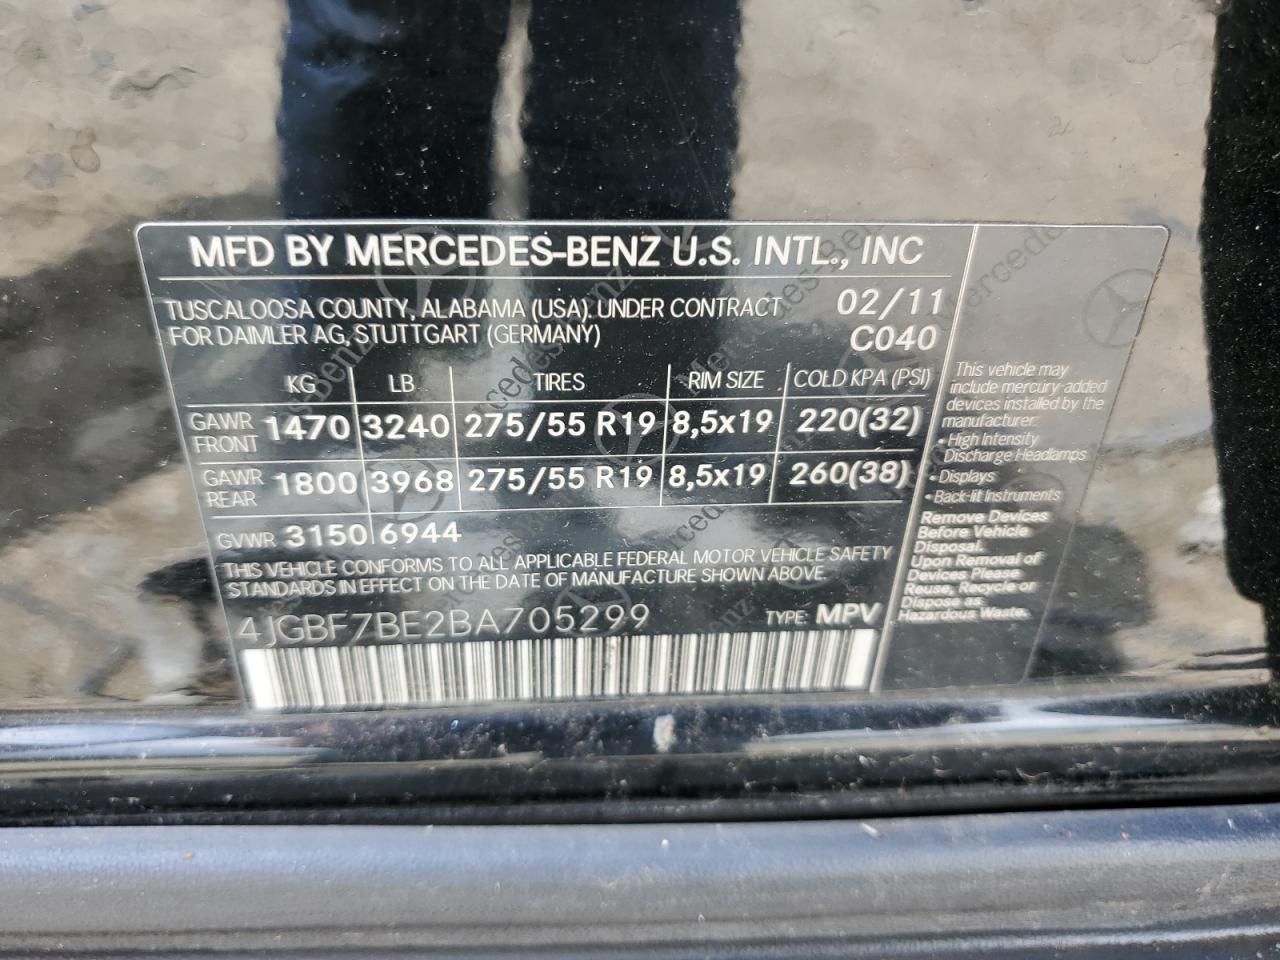 MFD BY MERCEDES-BENZ U.S. INTL., INC
TUSCALOOSA COUNTY, ALABAMA (USA). UNDER CONTRACT
FOR DAIMLER AG, STUTTGART (GERMANY)
02/11
C040
KG LB TIRES RIM SIZE COLD KPA (PSI)
GAWR FRONT 1470 3240 275/55 R19 8,5x19 220(32)
GAWR REAR 1800 3968 275/55 R19 8,5x19 260(38)
GVWR 3150 6944
THIS VEHICLE CONFORMS TO ALL APPLICABLE FEDERAL MOTOR VEHICLE SAFETY
STANDARDS IN EFFECT ON THE DATE OF MANUFACTURE SHOWN ABOVE.
4JGBF7BE2BA705299 TYPE: MPV
This vehicle may
include mercury-added
devices installed by the
manufacturer:
• High Intensity
Discharge Headlamps
• Displays
• Back-lit Instruments
Remove Devices
Before Vehicle
Disposal.
Upon Removal of
Devices Please
Reuse, Recycle or
Dispose as
Hazardous Waste.